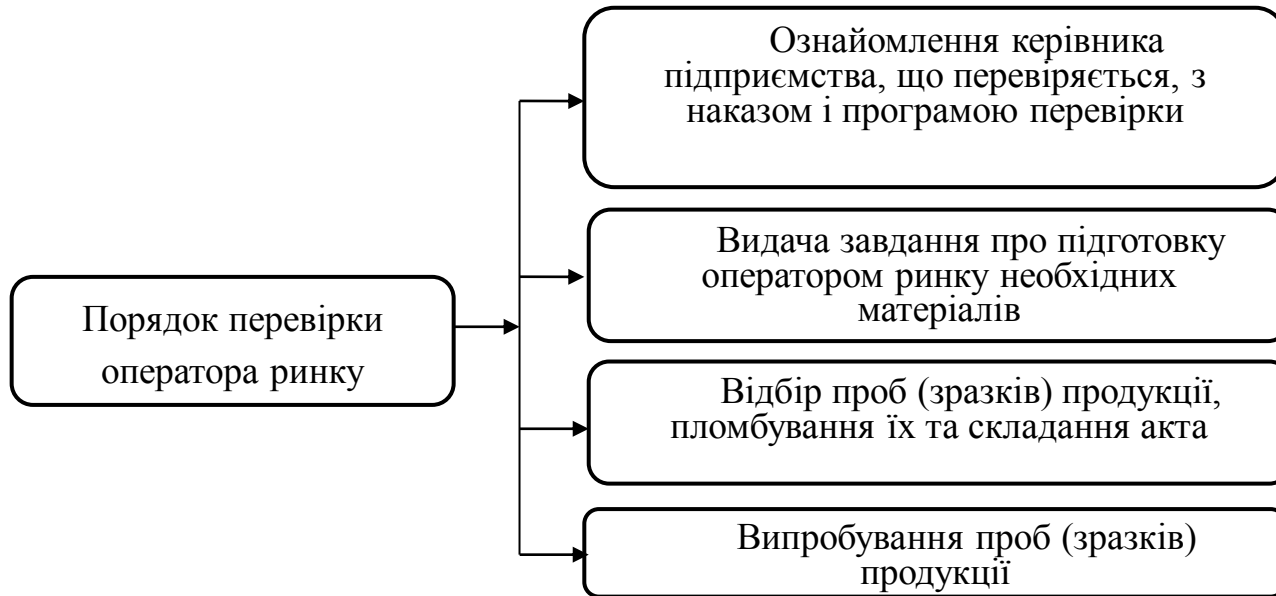 Ознайомлення керівника
підприємства, що перевіряється, з
наказом і програмою перевірки
Видача завдання про підготовку
оператором ринку необхідних
матеріалів
Порядок перевірки
оператора ринку
Відбір проб (зразків) продукції,
пломбування їх та складання акта
Випробування проб (зразків)
продукції